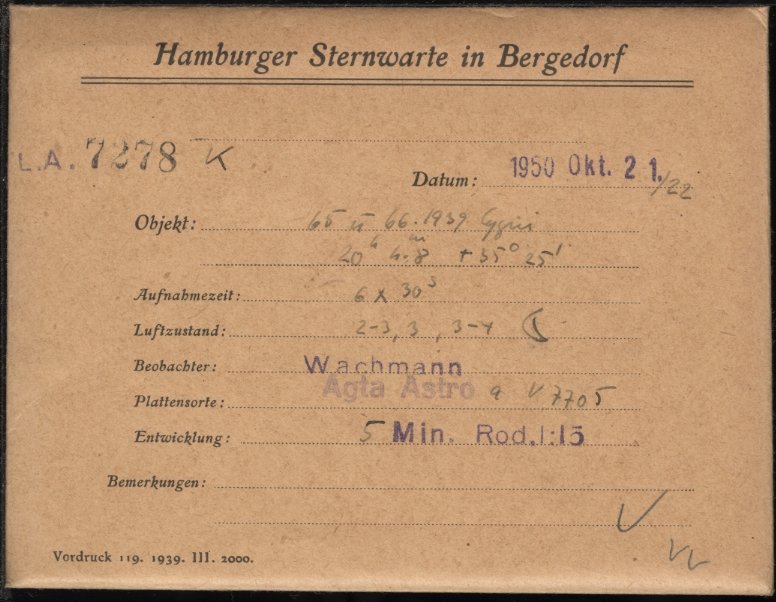 Hamburger Sternwarte in Bergedorf
L.A. 7278 K
Datum: 1950 Okt. 21./22
Objekt: 65 u 66.1939 Cygni
20h 4.m8 +35° 25'
Aufnahmezeit: 6 x 30s
Luftzustand: 2-3, 3, 3-4
Beobachter: Wachmann
Plattensorte: Agfa Astro a V 7705
Entwicklung: 5 Min. Rod. 1:15
Bemerkungen:
Vordruck 119. 1939. III. 2000.